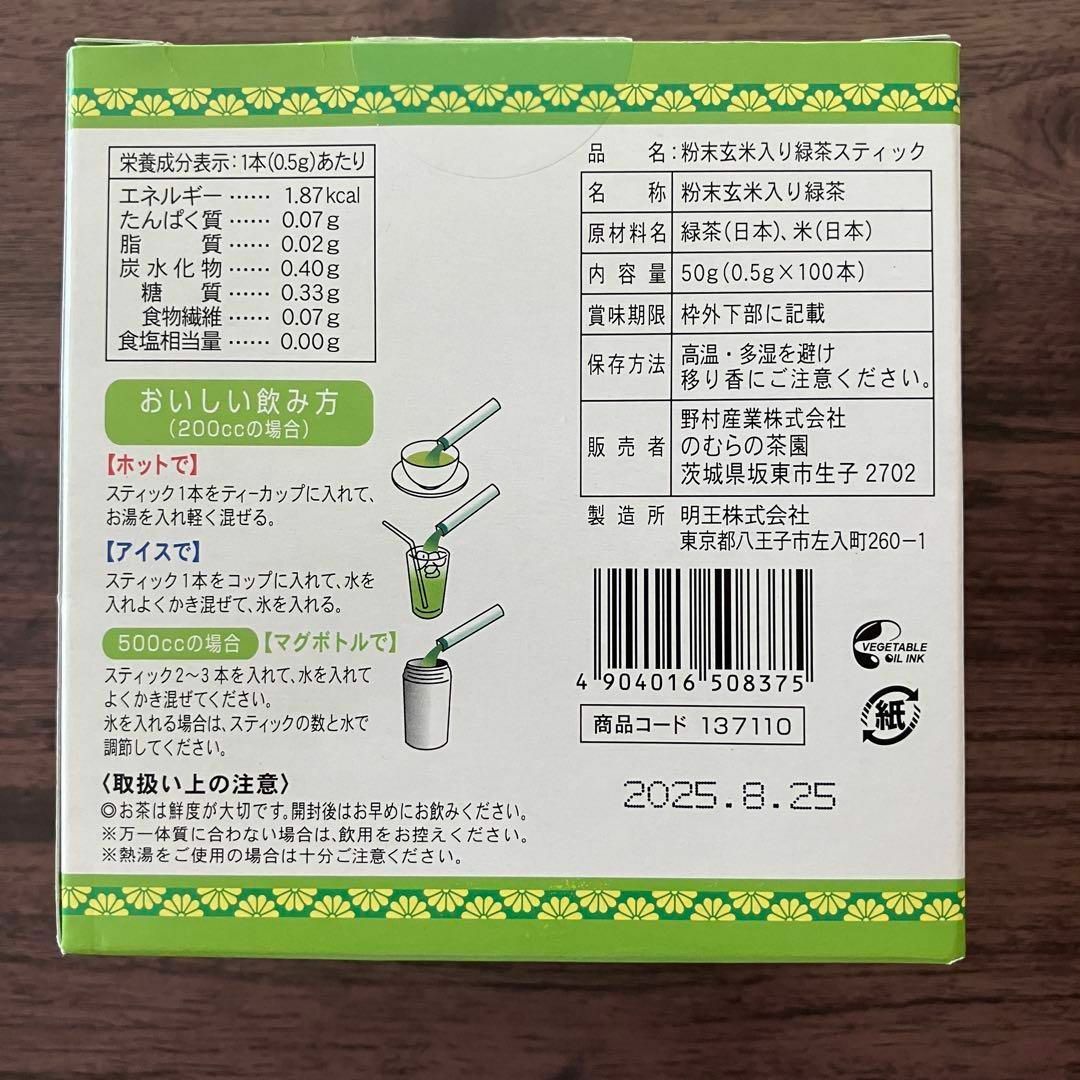 栄養成分表示:1本(0.5g)あたり
エネルギー …… 1.87kcal
たんぱく質 …… 0.07g
脂質 …… 0.02g
炭水化物 …… 0.40g
糖質 …… 0.33g
食物繊維 …… 0.07g
食塩相当量 …… 0.00g
おいしい飲み方
(200ccの場合)
【ホットで】
スティック1本をティーカップに入れて、
お湯を入れ軽く混ぜる。
【アイスで】
スティック1本をコップに入れて、水を
入れよくかき混ぜて、氷を入れる。
500ccの場合【マグボトルで】
スティック2〜3本を入れて、水を入れて
よくかき混ぜてください。
氷を入れる場合は、スティックの数と水で
調節してください。
〈取扱い上の注意〉
◎お茶は鮮度が大切です。開封後はお早めにお飲みください。
※万一体質に合わない場合は、飲用をお控えください。
※熱湯をご使用の場合は十分ご注意ください。
品名:粉末玄米入り緑茶スティック
名称 粉末玄米入り緑茶
原材料名 緑茶(日本)、米(日本)
内容量 50g(0.5g×100本)
賞味期限 枠外下部に記載
保存方法 高温・多湿を避け
移り香にご注意ください。
販売者 野村産業株式会社
のむらの茶園
茨城県坂東市生子2702
製造所 明王株式会社
東京都八王子市左入町260−1
4 904016 508375
VEGETABLE
OIL INK
商品コード 137110
紙
2025.8.25